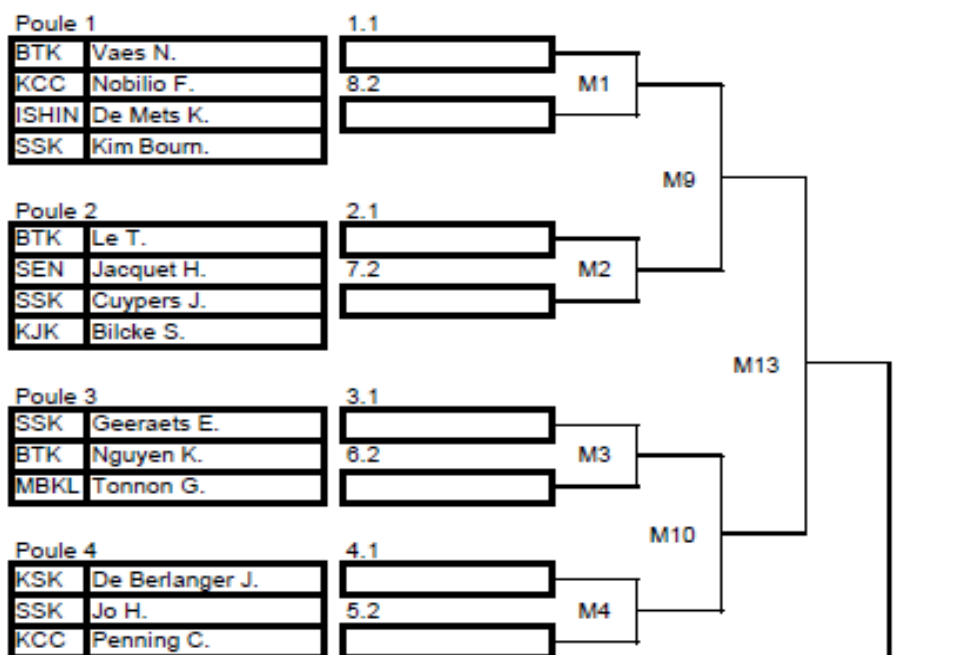 Poule 1 1.1
BTK Vaes N.
KCC Nobilio F. 8.2 M1
ISHIN De Mets K.
SSK Kim Bourn.
M9
Poule 2 2.1
BTK Le T.
SEN Jacquet H. 7.2 M2
SSK Cuypers J.
KJK Bilcke S.
M13
Poule 3 3.1
SSK Geeraets E.
BTK Nguyen K. 6.2 M3
MBKL Tonnon G.
M10
Poule 4 4.1
KSK De Berlanger J.
SSK Jo H. 5.2 M4
KCC Penning C.